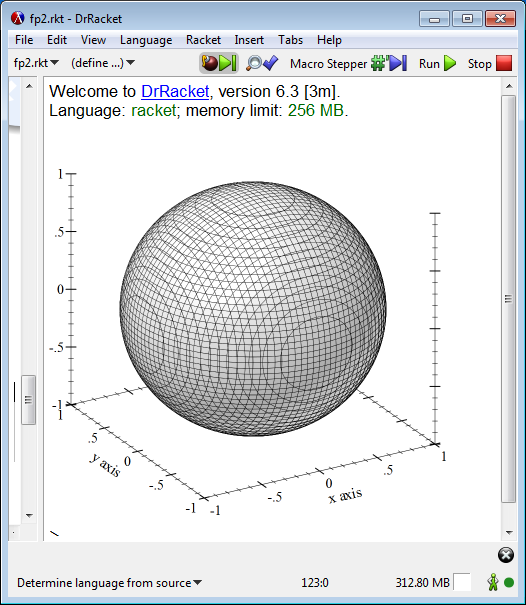 fp2.rkt - DrRacket
File Edit View Language Racket Insert Tabs Help
fp2.rkt (define ...) Macro Stepper Run Stop
Welcome to DrRacket, version 6.3 [3m].
Language: racket; memory limit: 256 MB.
1
.5
0
-.5
-1
1
.5
0
-.5
-1
y axis
-1
-.5
0
.5
1
x axis
Determine language from source 123:0 312.80 MB